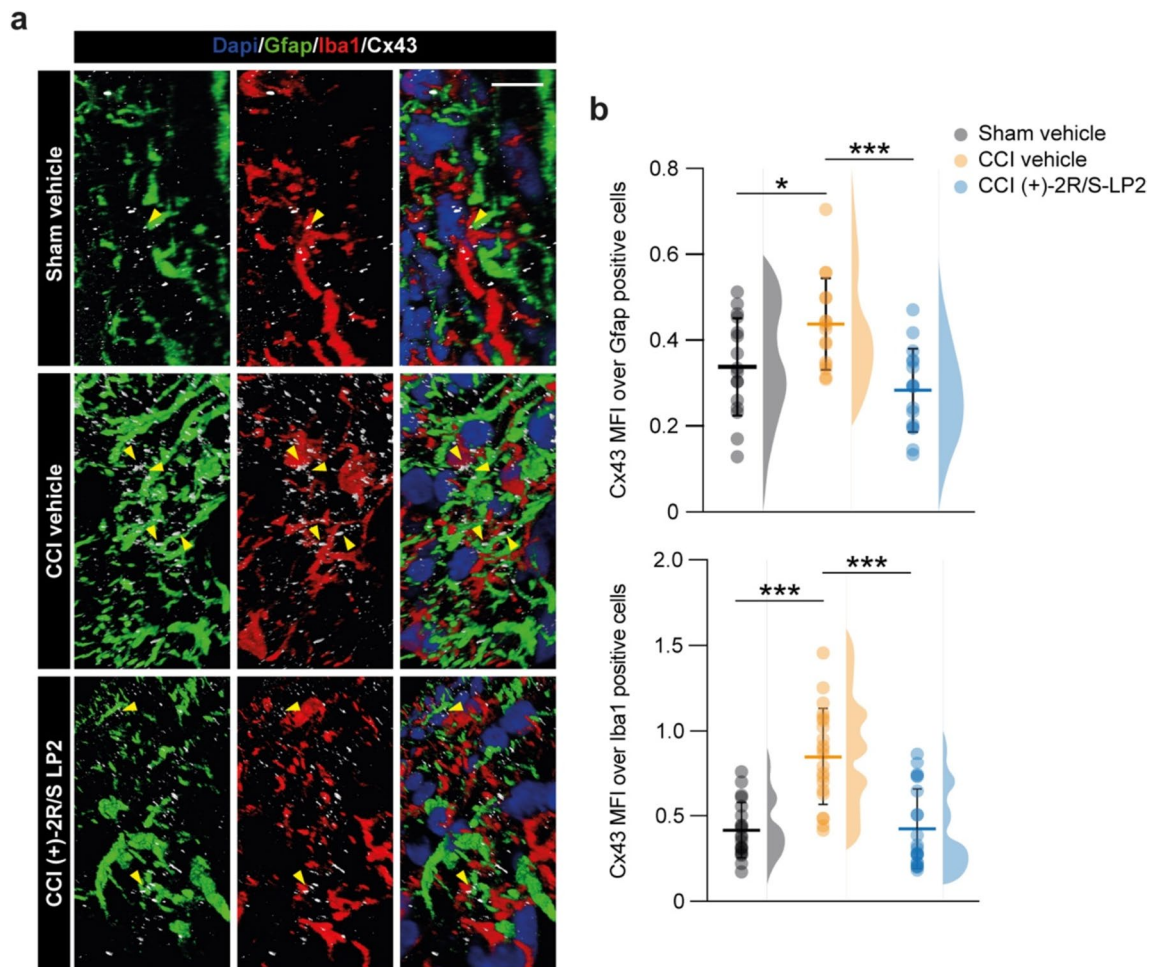 a
Dapi/Gfap/Iba1/Cx43
Sham vehicle
CCI vehicle
CCI (+)-2R/S LP2
b
Sham vehicle
CCI vehicle
CCI (+)-2R/S-LP2
Cx43 MFI over Gfap positive cells
0.8
0.6
0.4
0.2
0
*
***
Cx43 MFI over Iba1 positive cells
2.0
1.5
1.0
0.5
0
***
***